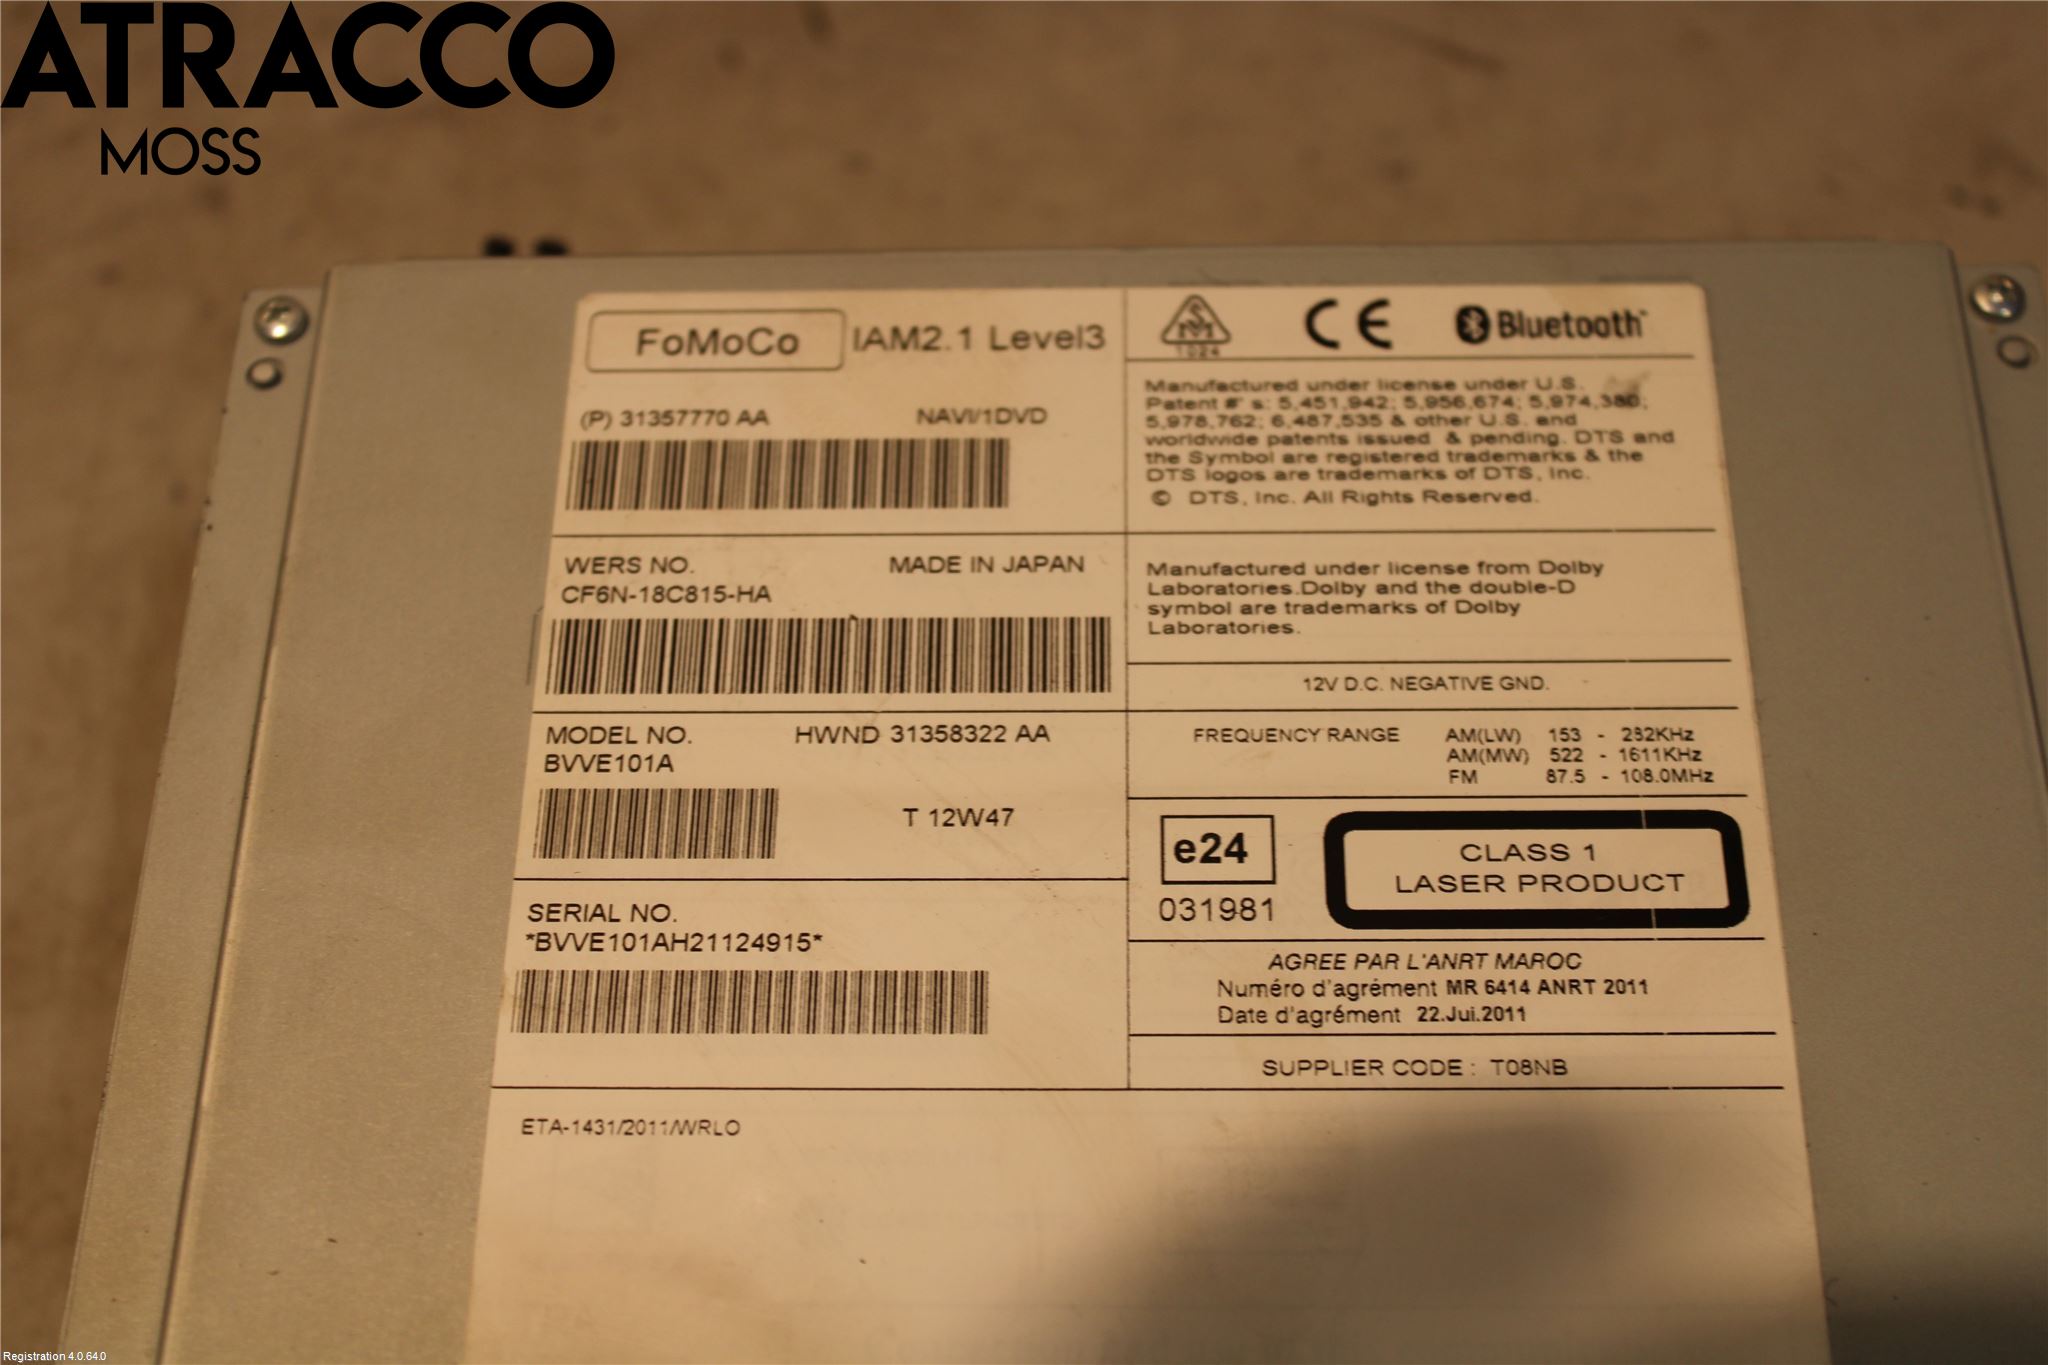 ATRACCO
MOSS
FoMoCo IAM2.1 Level3
(P) 31357770 AA NAVI/1DVD
WERS NO. MADE IN JAPAN
CF6N-18C815-HA
MODEL NO. HWND 31358322 AA
BVVE101A
T 12W47
SERIAL NO.
*BVVE101AH21124915*
SM
1024
CE Bluetooth
Manufactured under license under U.S.
Patent #' s: 5,451,942; 5,956,674; 5,974,380;
5,978,762; 6,487,535 & other U.S. and
worldwide patents issued & pending. DTS and
the Symbol are registered trademarks & the
DTS logos are trademarks of DTS, Inc.
© DTS, Inc. All Rights Reserved.
Manufactured under license from Dolby
Laboratories.Dolby and the double-D
symbol are trademarks of Dolby
Laboratories.
12V D.C. NEGATIVE GND.
FREQUENCY RANGE AM(LW) 153 - 282KHz
AM(MW) 522 - 1611KHz
FM 87.5 - 108.0MHz
e24
031981
CLASS 1
LASER PRODUCT
AGREE PAR L'ANRT MAROC
Numéro d'agrément MR 6414 ANRT 2011
Date d'agrément 22.Jui.2011
SUPPLIER CODE : T08NB
ETA-1431/2011/WRLO
Registration 4.0.64.0